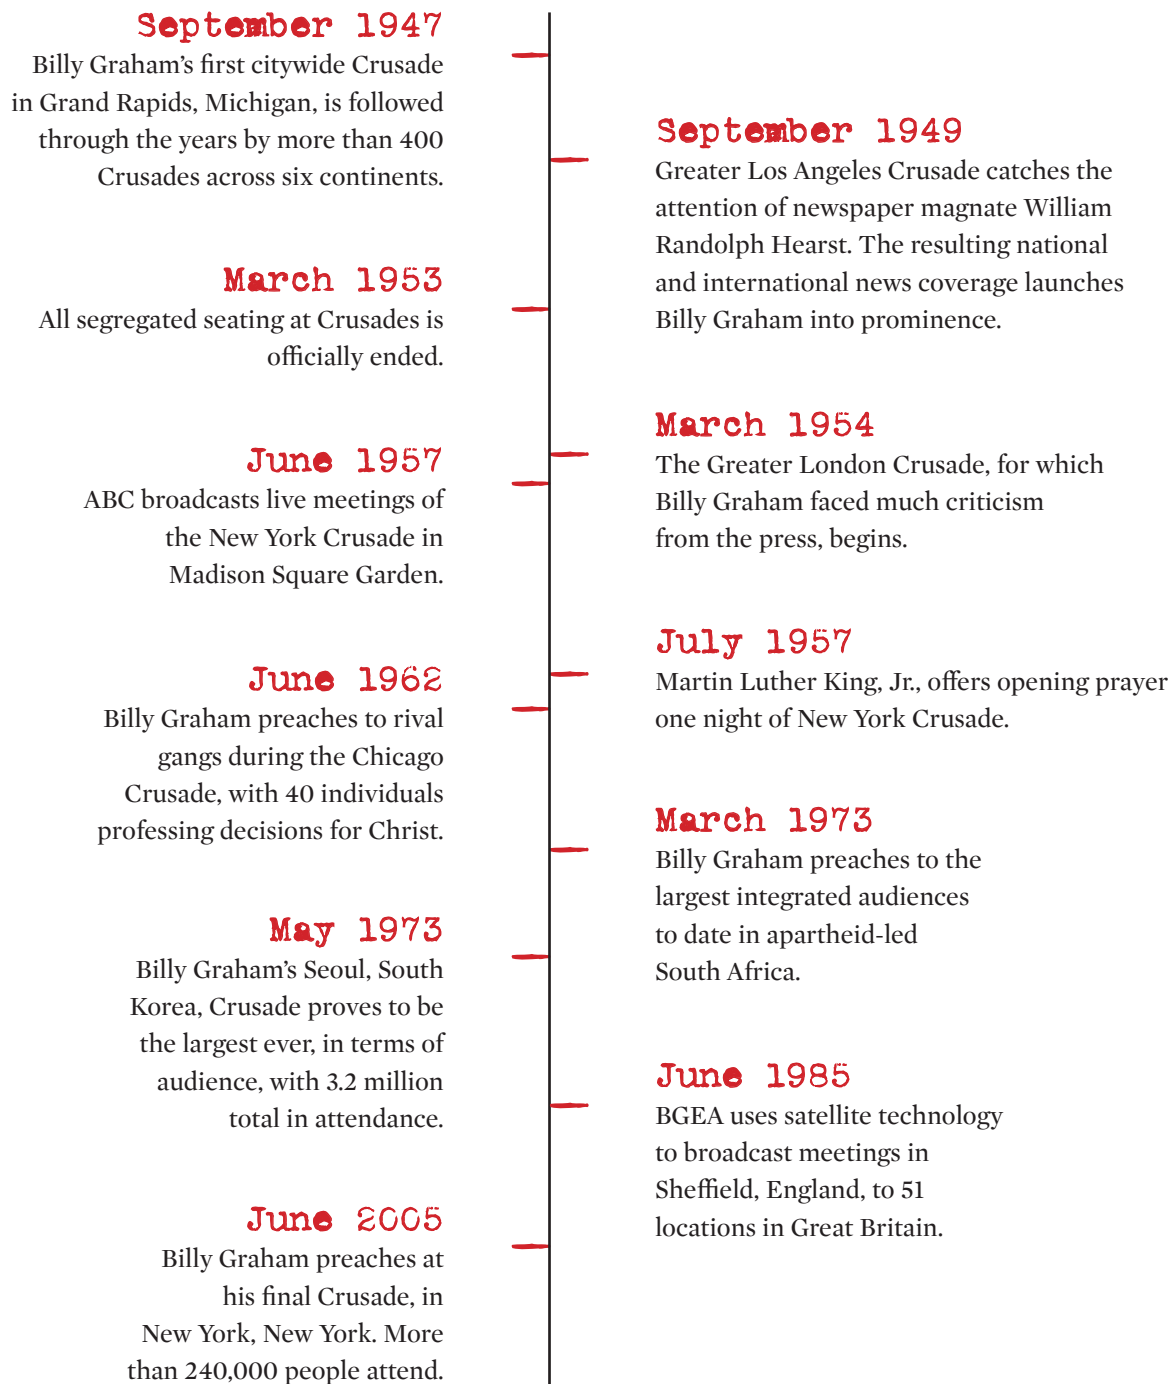 September 1947
Billy Graham’s first citywide Crusade
in Grand Rapids, Michigan, is followed
through the years by more than 400
Crusades across six continents.
September 1949
Greater Los Angeles Crusade catches the
attention of newspaper magnate William
Randolph Hearst. The resulting national
and international news coverage launches
Billy Graham into prominence.
March 1953
All segregated seating at Crusades is
officially ended.
March 1954
The Greater London Crusade, for which
Billy Graham faced much criticism
from the press, begins.
June 1957
ABC broadcasts live meetings of
the New York Crusade in
Madison Square Garden.
July 1957
Martin Luther King, Jr., offers opening prayer
one night of New York Crusade.
June 1962
Billy Graham preaches to rival
gangs during the Chicago
Crusade, with 40 individuals
professing decisions for Christ.
March 1973
Billy Graham preaches to the
largest integrated audiences
to date in apartheid-led
South Africa.
May 1973
Billy Graham’s Seoul, South
Korea, Crusade proves to be
the largest ever, in terms of
audience, with 3.2 million
total in attendance.
June 1985
BGEA uses satellite technology
to broadcast meetings in
Sheffield, England, to 51
locations in Great Britain.
June 2005
Billy Graham preaches at
his final Crusade, in
New York, New York. More
than 240,000 people attend.